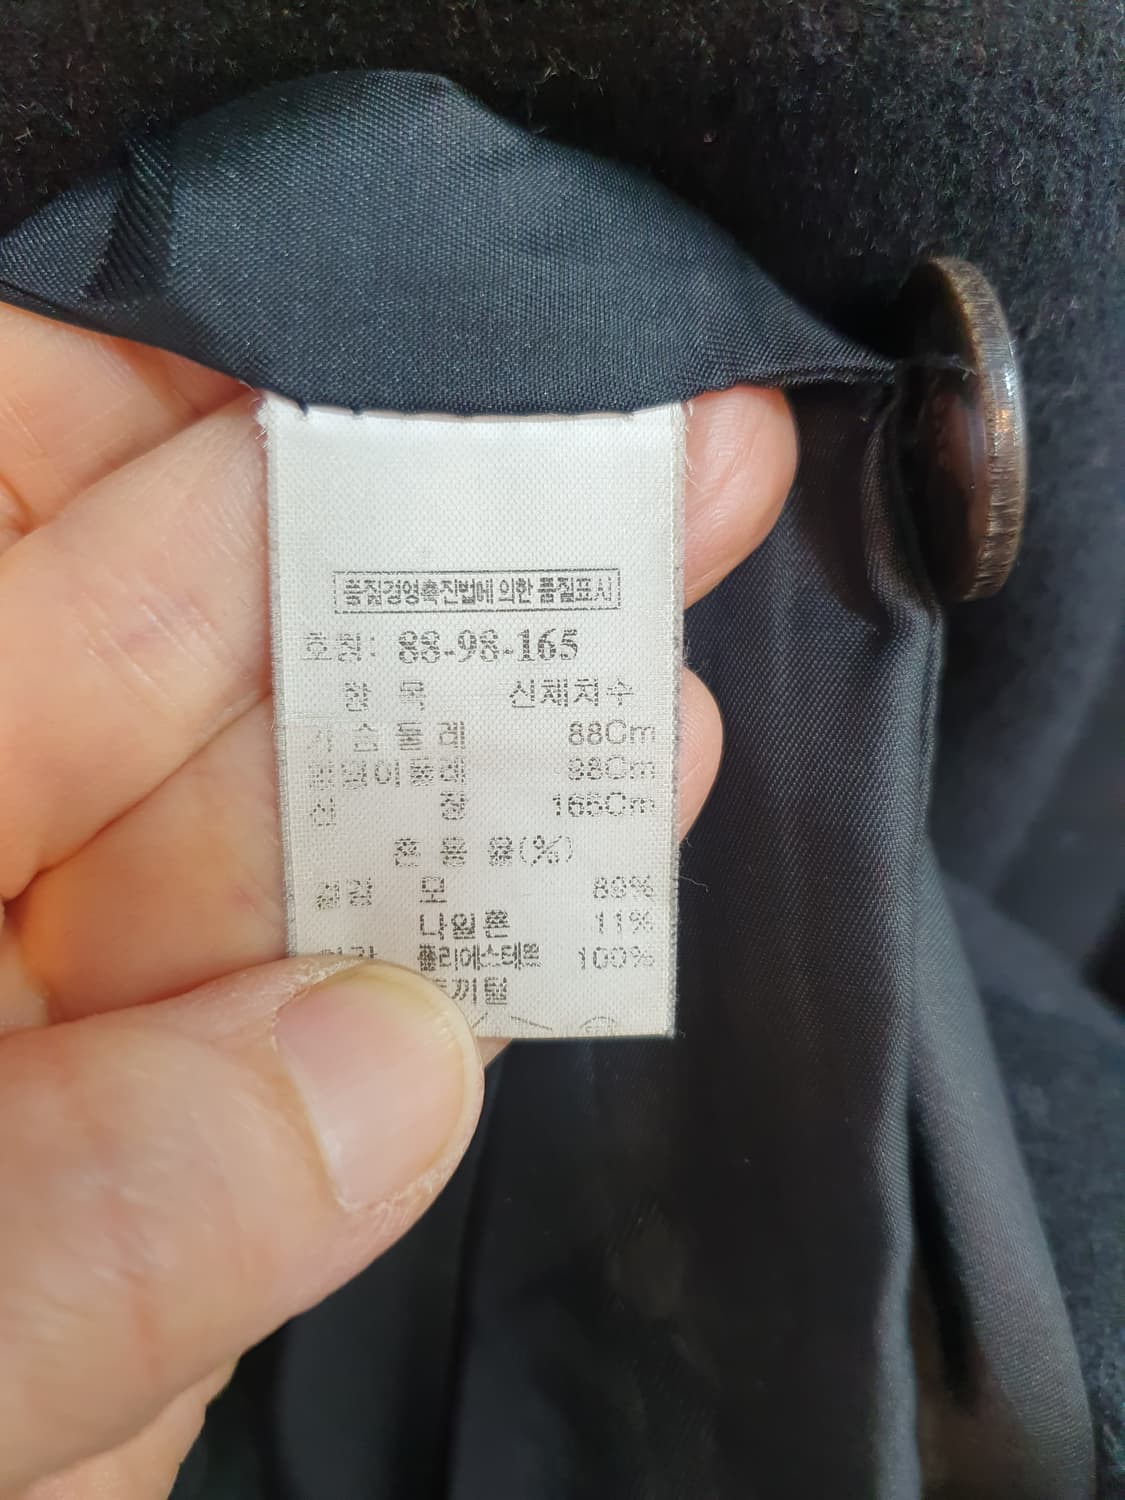 품질경영촉진법에 의한 품질표시
호칭: 88-98-165
항 목 신체치수
가 슴 둘 레 88Cm
엉덩이둘레 98Cm
신 장 165Cm
혼 용 율(%)
겉감 모 89%
나일론 11%
안감 폴리에스테르 100%
토끼털